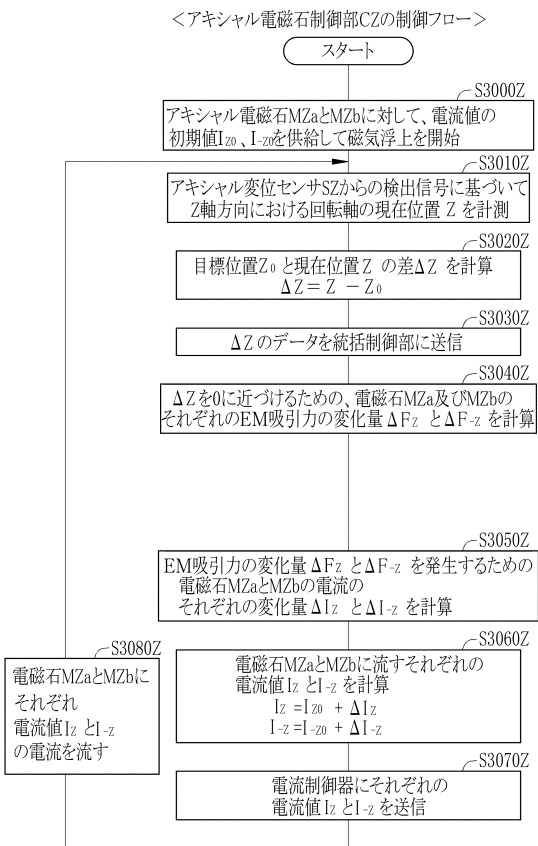 ＜アキシャル電磁石制御部CZの制御フロー＞
スタート
S3000Z
アキシャル電磁石MZaとMZbに対して、電流値の
初期値Iz0、I-z0を供給して磁気浮上を開始
S3010Z
アキシャル変位センサSZからの検出信号に基づいて
Z軸方向における回転軸の現在位置 Z を計測
S3020Z
目標位置Z0 と現在位置Z の差ΔZ を計算
ΔZ＝ Z － Z0
S3030Z
ΔZ のデータを統括制御部に送信
S3040Z
ΔZを0に近づけるための、電磁石MZa及びMZbの
それぞれのEM吸引力の変化量ΔFz とΔF-z を計算
S3050Z
EM吸引力の変化量ΔFz とΔF-z を発生するための
電磁石MZaとMZbの電流の
それぞれの変化量ΔIz とΔI-z を計算
S3080Z
電磁石MZaとMZbに
それぞれ
電流値Iz とI-z
の電流を流す
S3060Z
電磁石MZaとMZbに流すそれぞれの
電流値Iz とI-z を計算
Iz =Iz0 + ΔIz
I-z =I-z0 + ΔI-z
S3070Z
電流制御器にそれぞれの
電流値Iz とI-z を送信